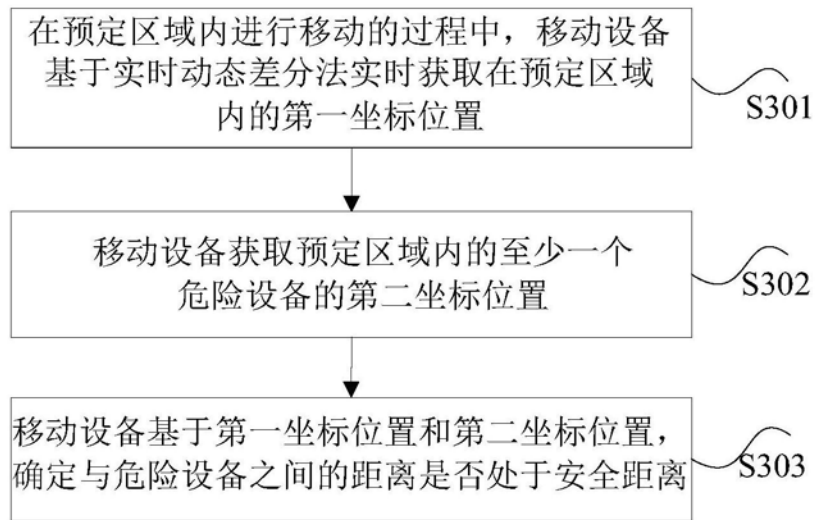 在预定区域内进行移动的过程中，移动设备
基于实时动态差分法实时获取在预定区域
内的第一坐标位置
S301
移动设备获取预定区域内的至少一个
危险设备的第二坐标位置
S302
移动设备基于第一坐标位置和第二坐标位置，
确定与危险设备之间的距离是否处于安全距离
S303